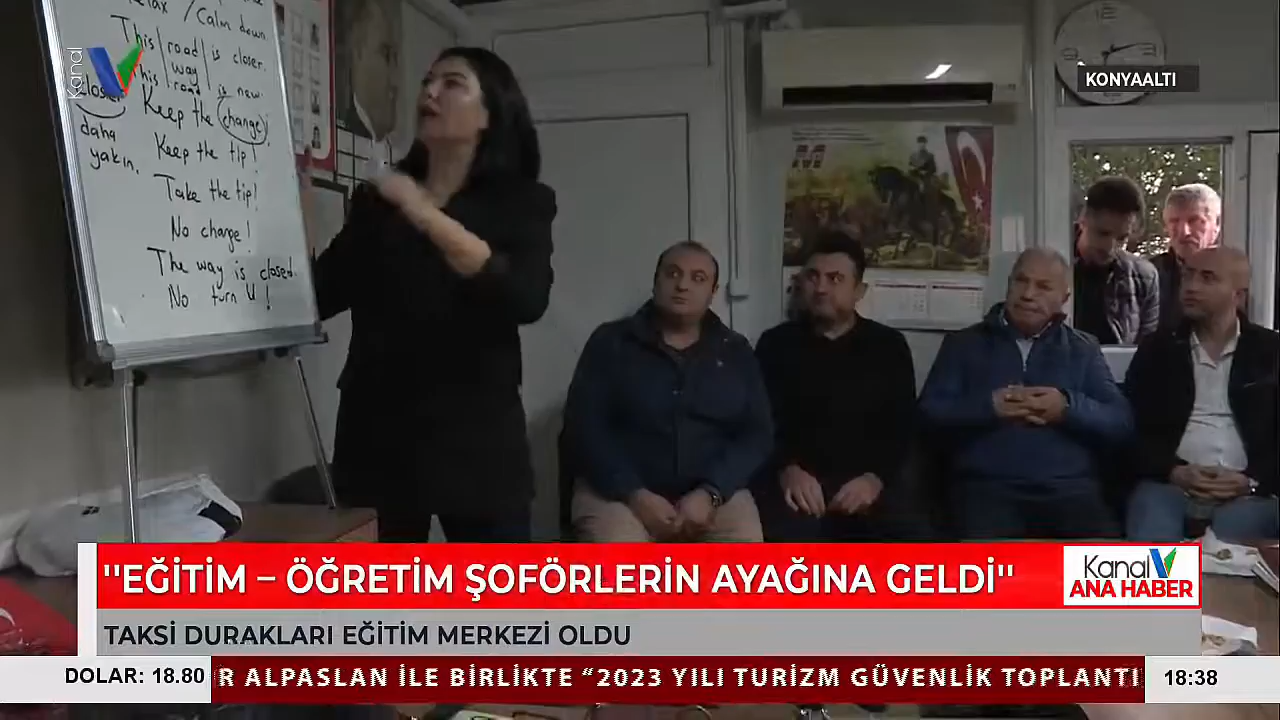 Relax / Calm down
This road is closer.
way
This road is new.
closer
Keep the change!
daha
yakın.
Keep the tip!
Take the tip!
No change!
The way is closed.
No turn U!
Kanal V
M
KONYAALTI
"EĞİTİM – ÖĞRETİM ŞOFÖRLERİN AYAĞINA GELDİ"
Kanal V
ANA HABER
TAKSİ DURAKLARI EĞİTİM MERKEZİ OLDU
DOLAR: 18.80
R ALPASLAN İLE BİRLİKTE “2023 YILI TURİZM GÜVENLİK TOPLANTI
18:38